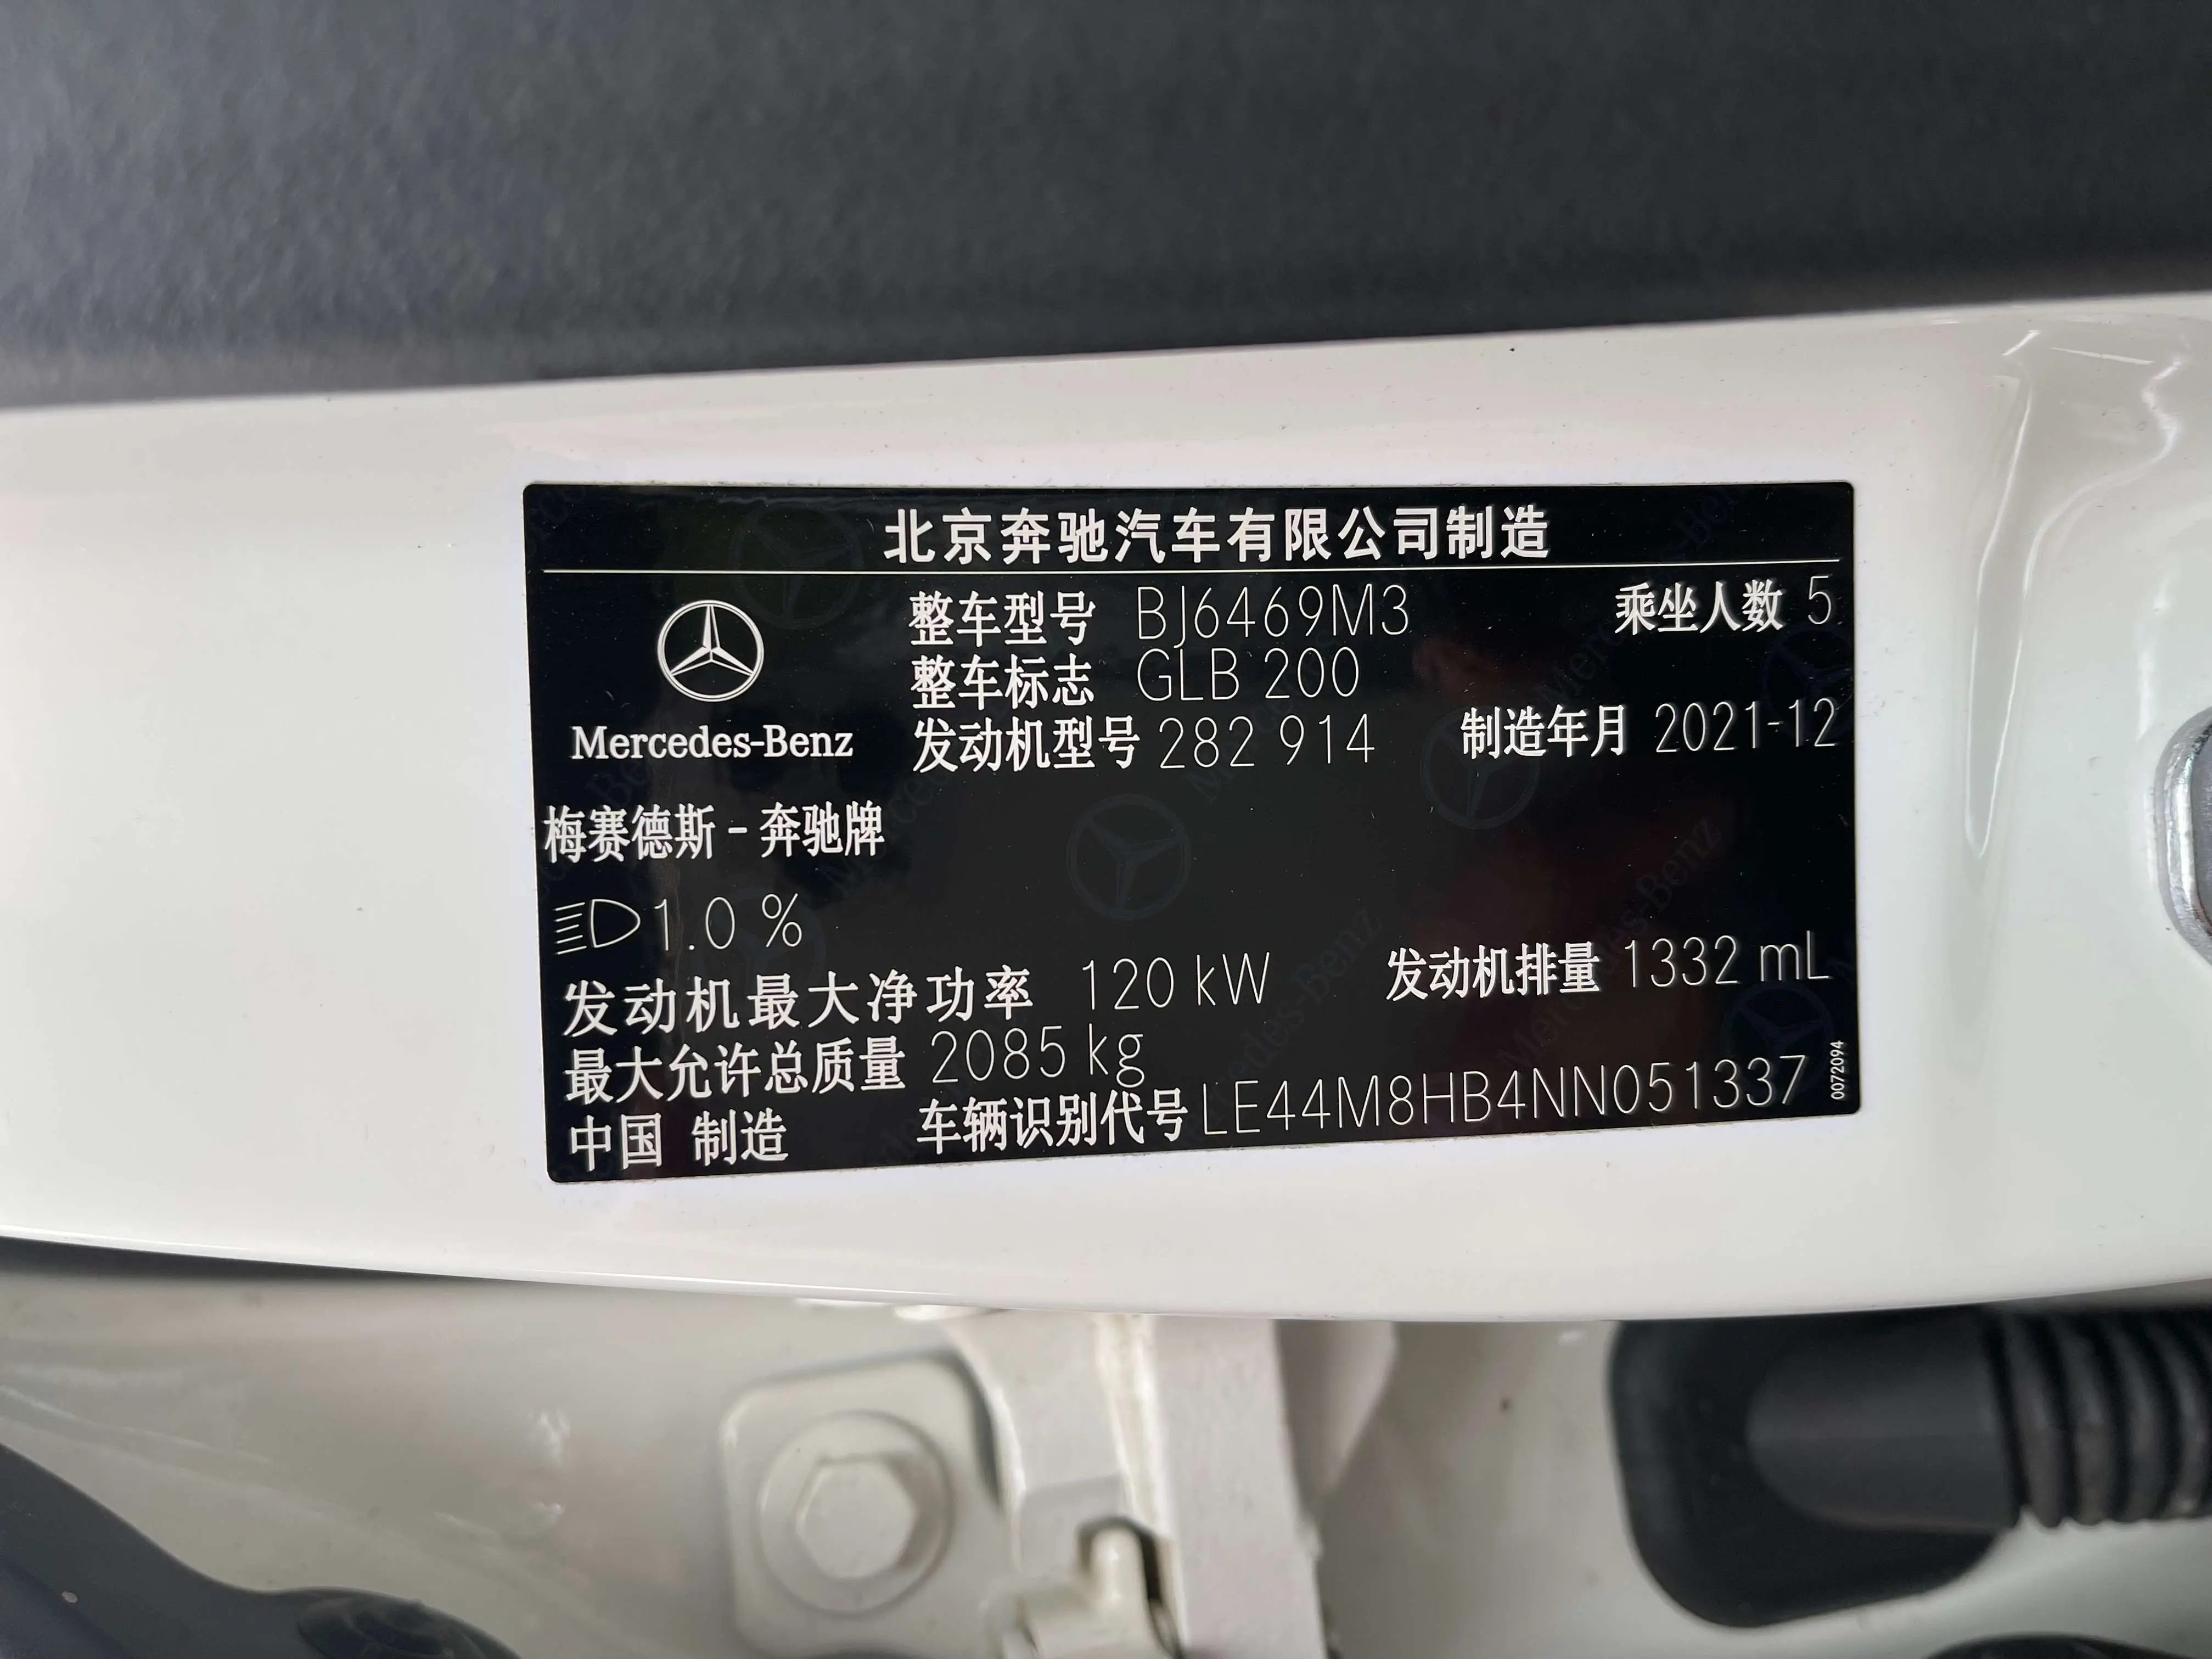 北京奔驰汽车有限公司制造
整车型号 BJ6469M3 乘坐人数 5
整车标志 GLB 200
Mercedes-Benz 发动机型号 282 914 制造年月 2021-12
梅赛德斯-奔驰牌
1.0 %
发动机最大净功率 120 kW 发动机排量 1332 mL
最大允许总质量 2085 kg
中国 制造 车辆识别代号 LE44M8HB4NN051337
0072094